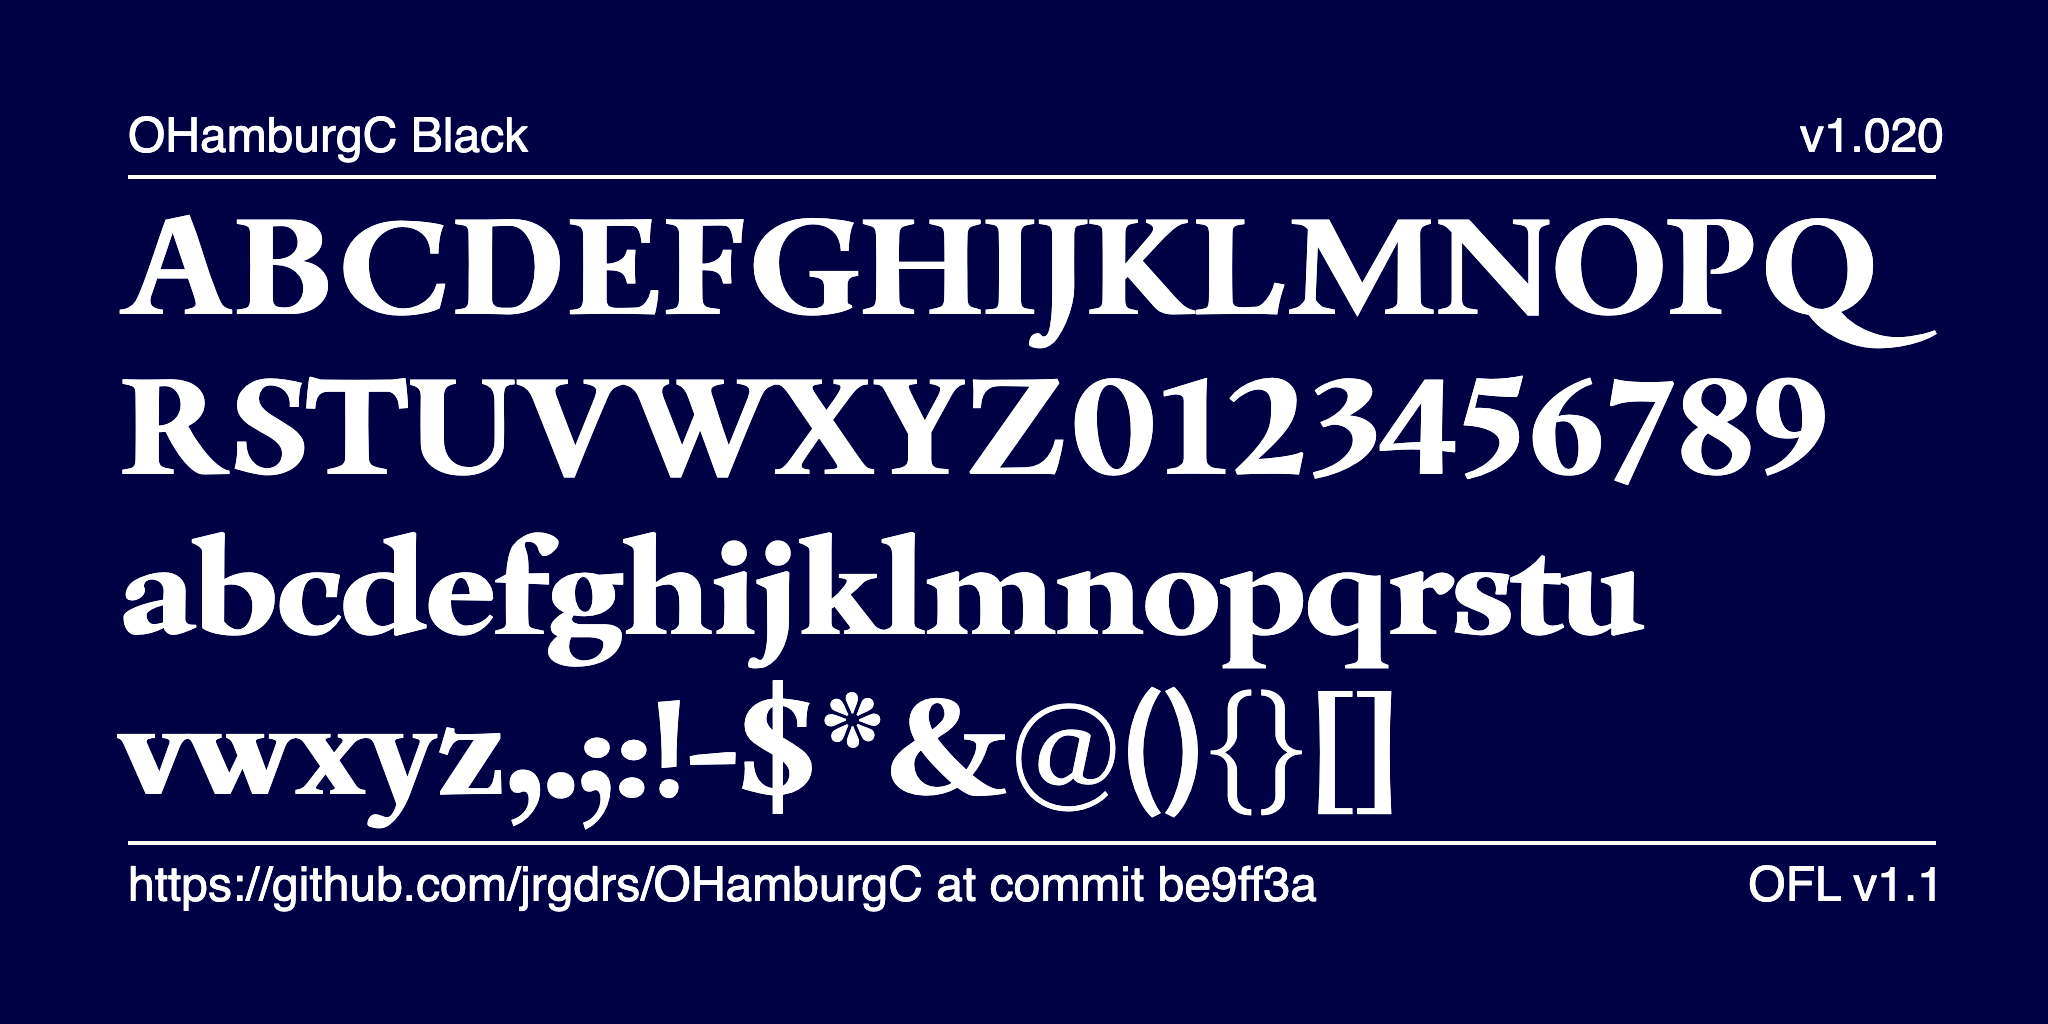 OHamburgC Black
v1.020
ABCDEFGHIJKLMNOPQ
RSTUVWXYZ0123456789
abcdefghijklmnopqrstu
vwxyz,.;:!-$*&@(){}[]
https://github.com/jrgdrs/OHamburgC at commit be9ff3a
OFL v1.1